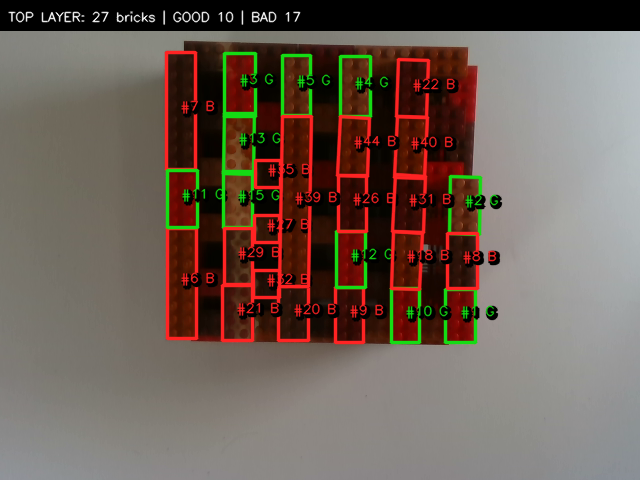 TOP LAYER: 27 bricks | GOOD 10 | BAD 17
#3 G
#5 G
#4 G
#22 B
#7 B
#13 G
#44 B
#40 B
#35 B
#11 G
#15 G
#39 B
#26 B
#31 B
#2 G
#27 B
#29 B
#12 G
#18 B
#8 B
#6 B
#32 B
#21 B
#20 B
#9 B
#10 G
#1 G